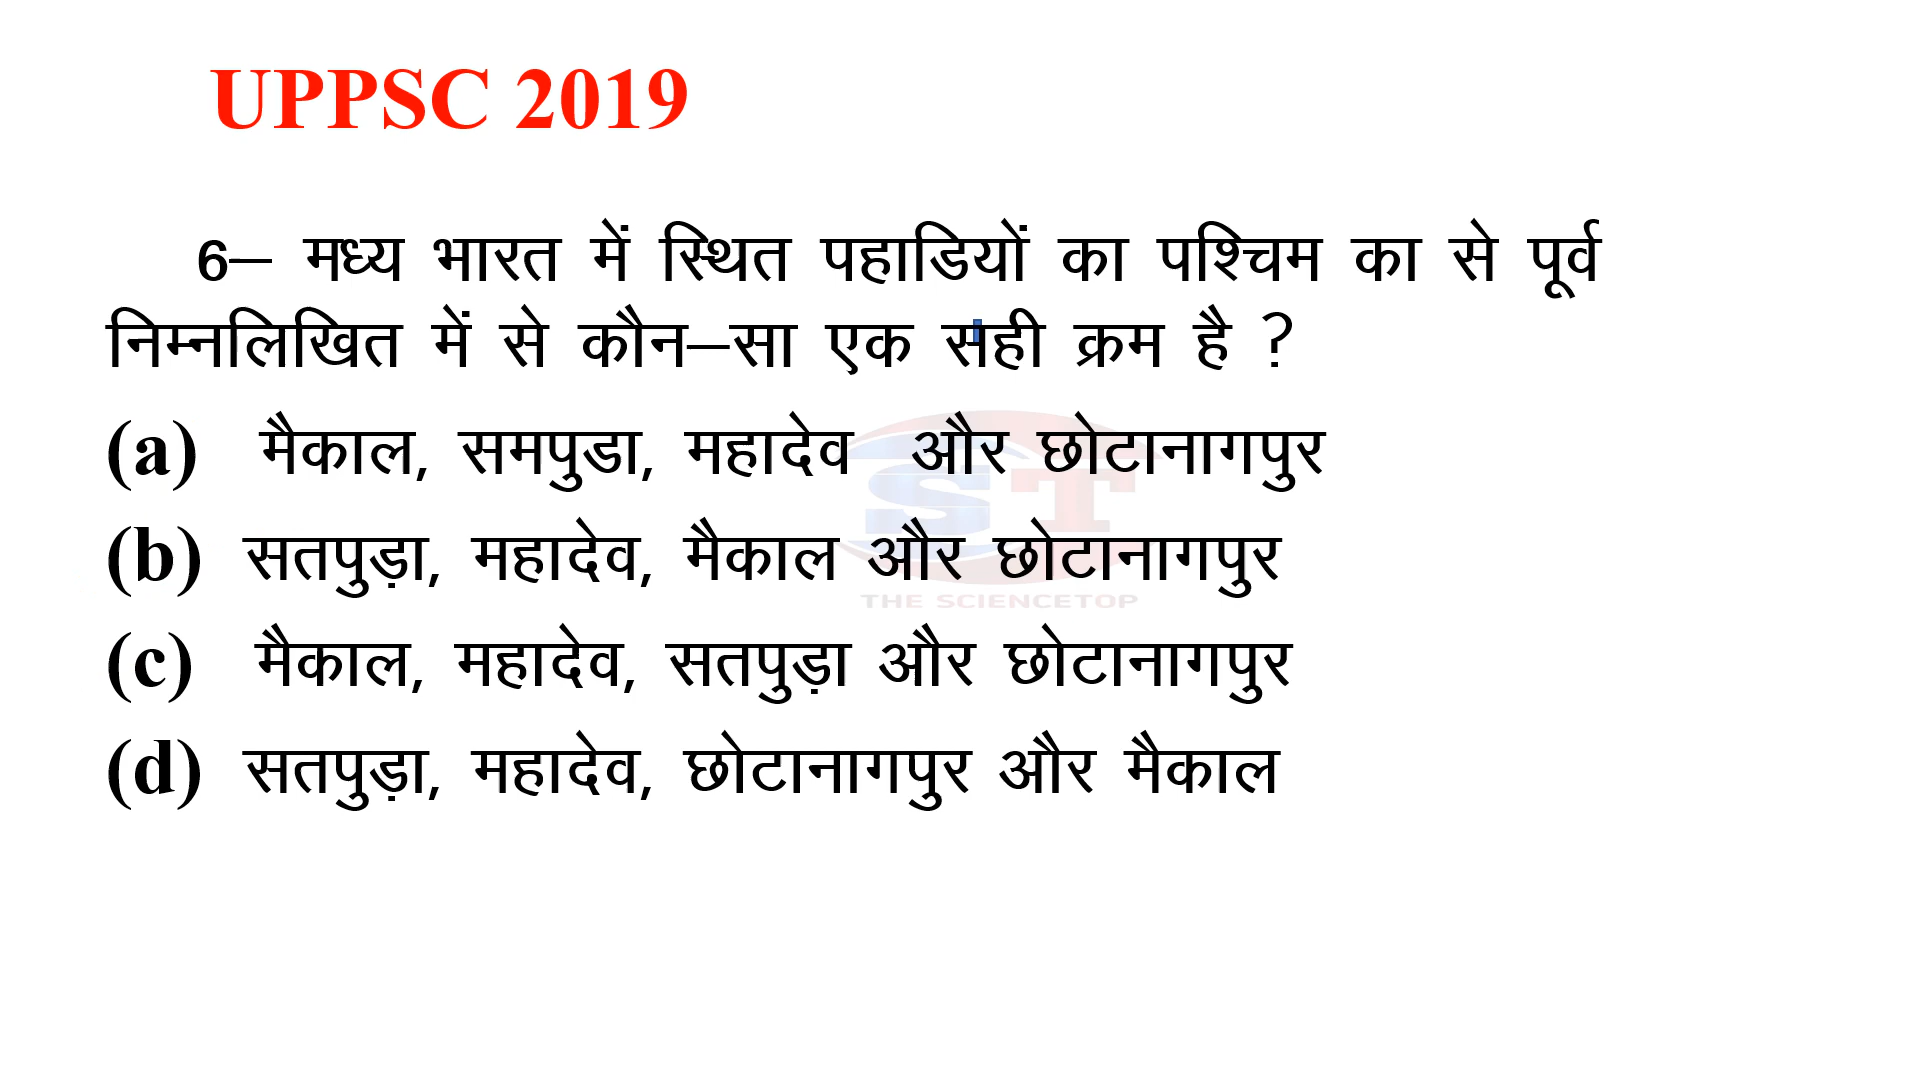 UPPSC 2019
6– मध्य भारत में स्थित पहाडियों का पश्चिम का से पूर्व
निम्नलिखित में से कौन–सा एक सही क्रम है ?
(a) मैकाल, समपुडा, महादेव और छोटानागपुर
(b) सतपुड़ा, महादेव, मैकाल और छोटानागपुर
(c) मैकाल, महादेव, सतपुड़ा और छोटानागपुर
(d) सतपुड़ा, महादेव, छोटानागपुर और मैकाल
ST
THE SCIENCETOP